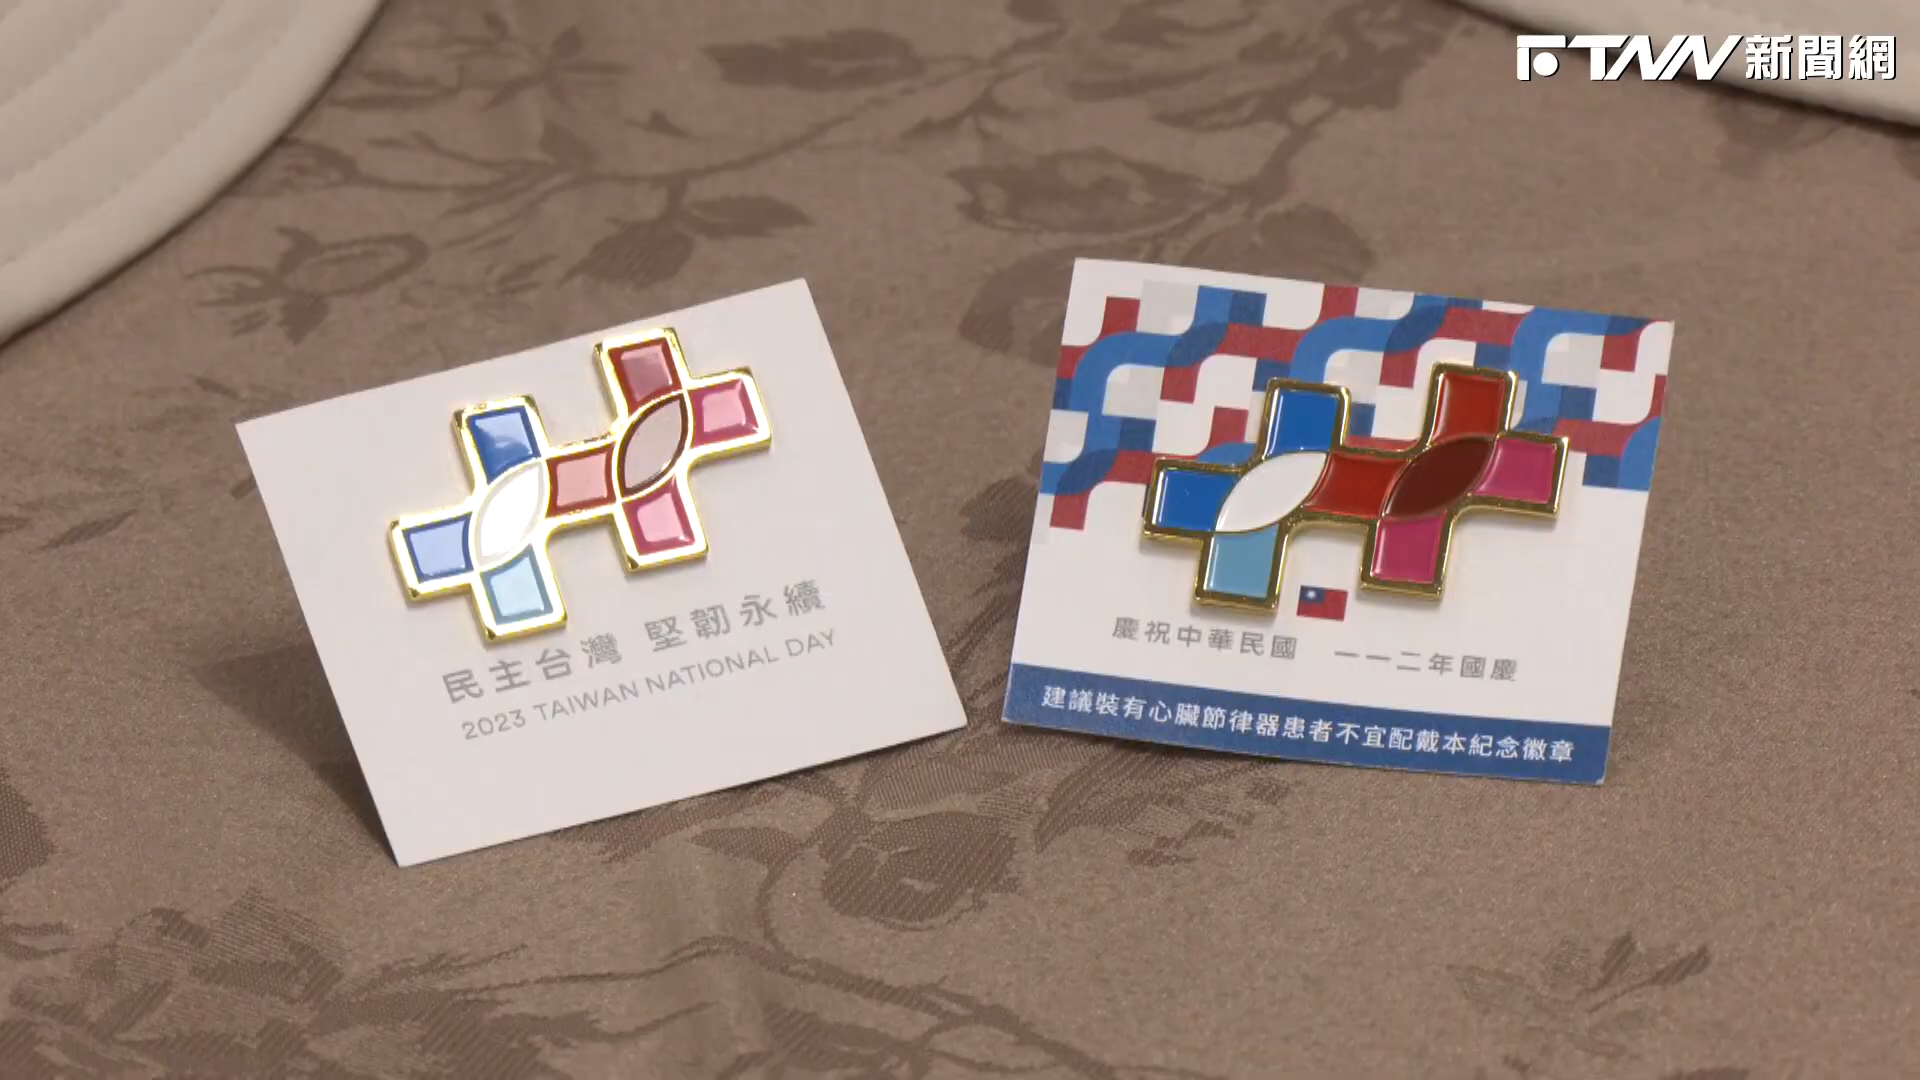 FTNN新聞網
民主台灣 堅韌永續
2023 TAIWAN NATIONAL DAY
慶祝中華民國 一一二年國慶
建議裝有心臟節律器患者不宜配戴本紀念徽章